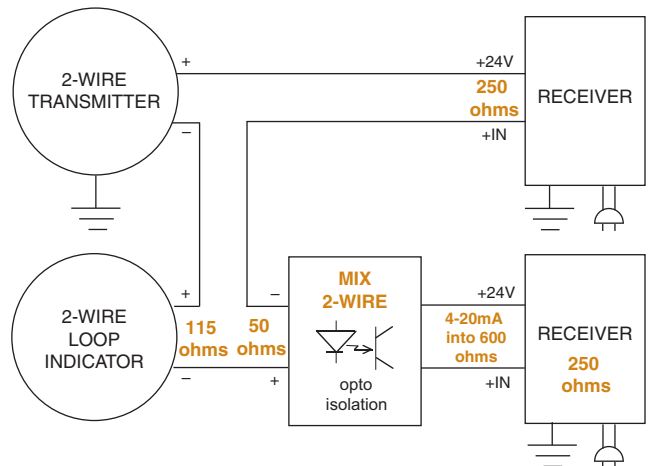 +
+24V
2-WIRE
TRANSMITTER
250
ohms
RECEIVER
–
+IN
MIX
2-WIRE
+
–
+24V
2-WIRE
LOOP
INDICATOR
115
ohms
50
ohms
4-20mA
into 600
ohms
RECEIVER
250
ohms
–
+
opto
isolation
+IN